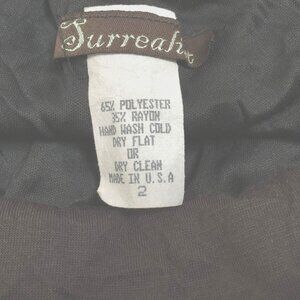 Surreal
65% POLYESTER
35% RAYON
HAND WASH COLD
DRY FLAT
OR
DRY CLEAN
MADE IN U.S.A
2